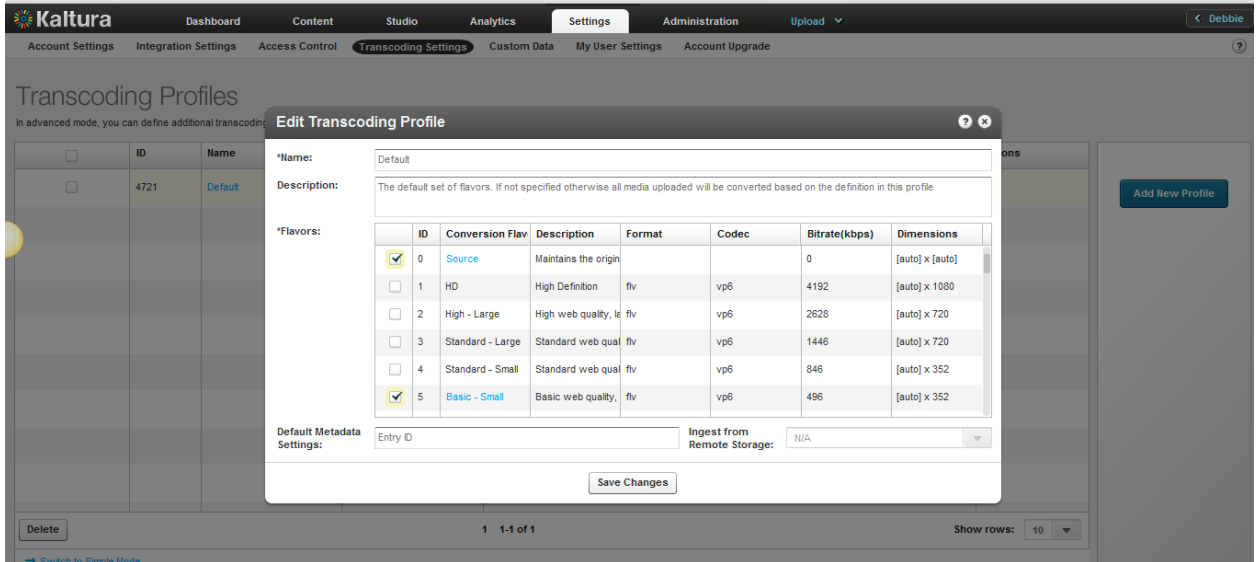 Kaltura Dashboard Content Studio Analytics Settings Administration Upload Debbie
Account Settings Integration Settings Access Control Transcoding Settings Custom Data My User Settings Account Upgrade ?
Transcoding Profiles
In advanced mode, you can define additional transcoding
ID Name ons
4721 Default
Add New Profile
Edit Transcoding Profile ?
*Name: Default
Description: The default set of flavors. If not specified otherwise all media uploaded will be converted based on the definition in this profile
*Flavors:
ID Conversion Flav Description Format Codec Bitrate(kbps) Dimensions
0 Source Maintains the origin 0 [auto] x [auto]
1 HD High Definition flv vp6 4192 [auto] x 1080
2 High - Large High web quality, la flv vp6 2628 [auto] x 720
3 Standard - Large Standard web qual flv vp6 1446 [auto] x 720
4 Standard - Small Standard web qual flv vp6 846 [auto] x 352
5 Basic - Small Basic web quality, flv vp6 496 [auto] x 352
Default Metadata
Settings:
Entry ID
Ingest from
Remote Storage:
N/A
Save Changes
Delete 1 1-1 of 1 Show rows: 10
Switch to Simple Mode